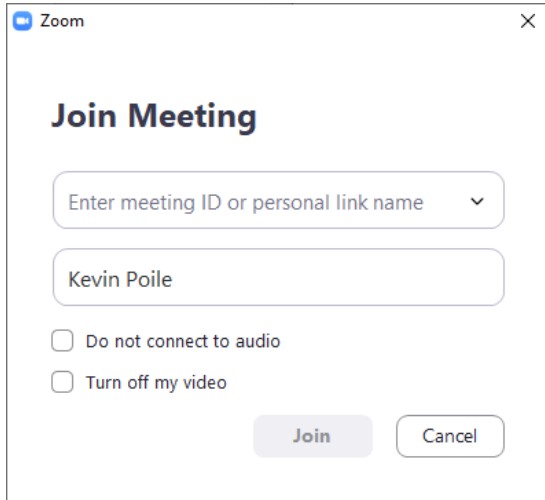 Zoom
Join Meeting
Enter meeting ID or personal link name
Kevin Poile
Do not connect to audio
Turn off my video
Join Cancel